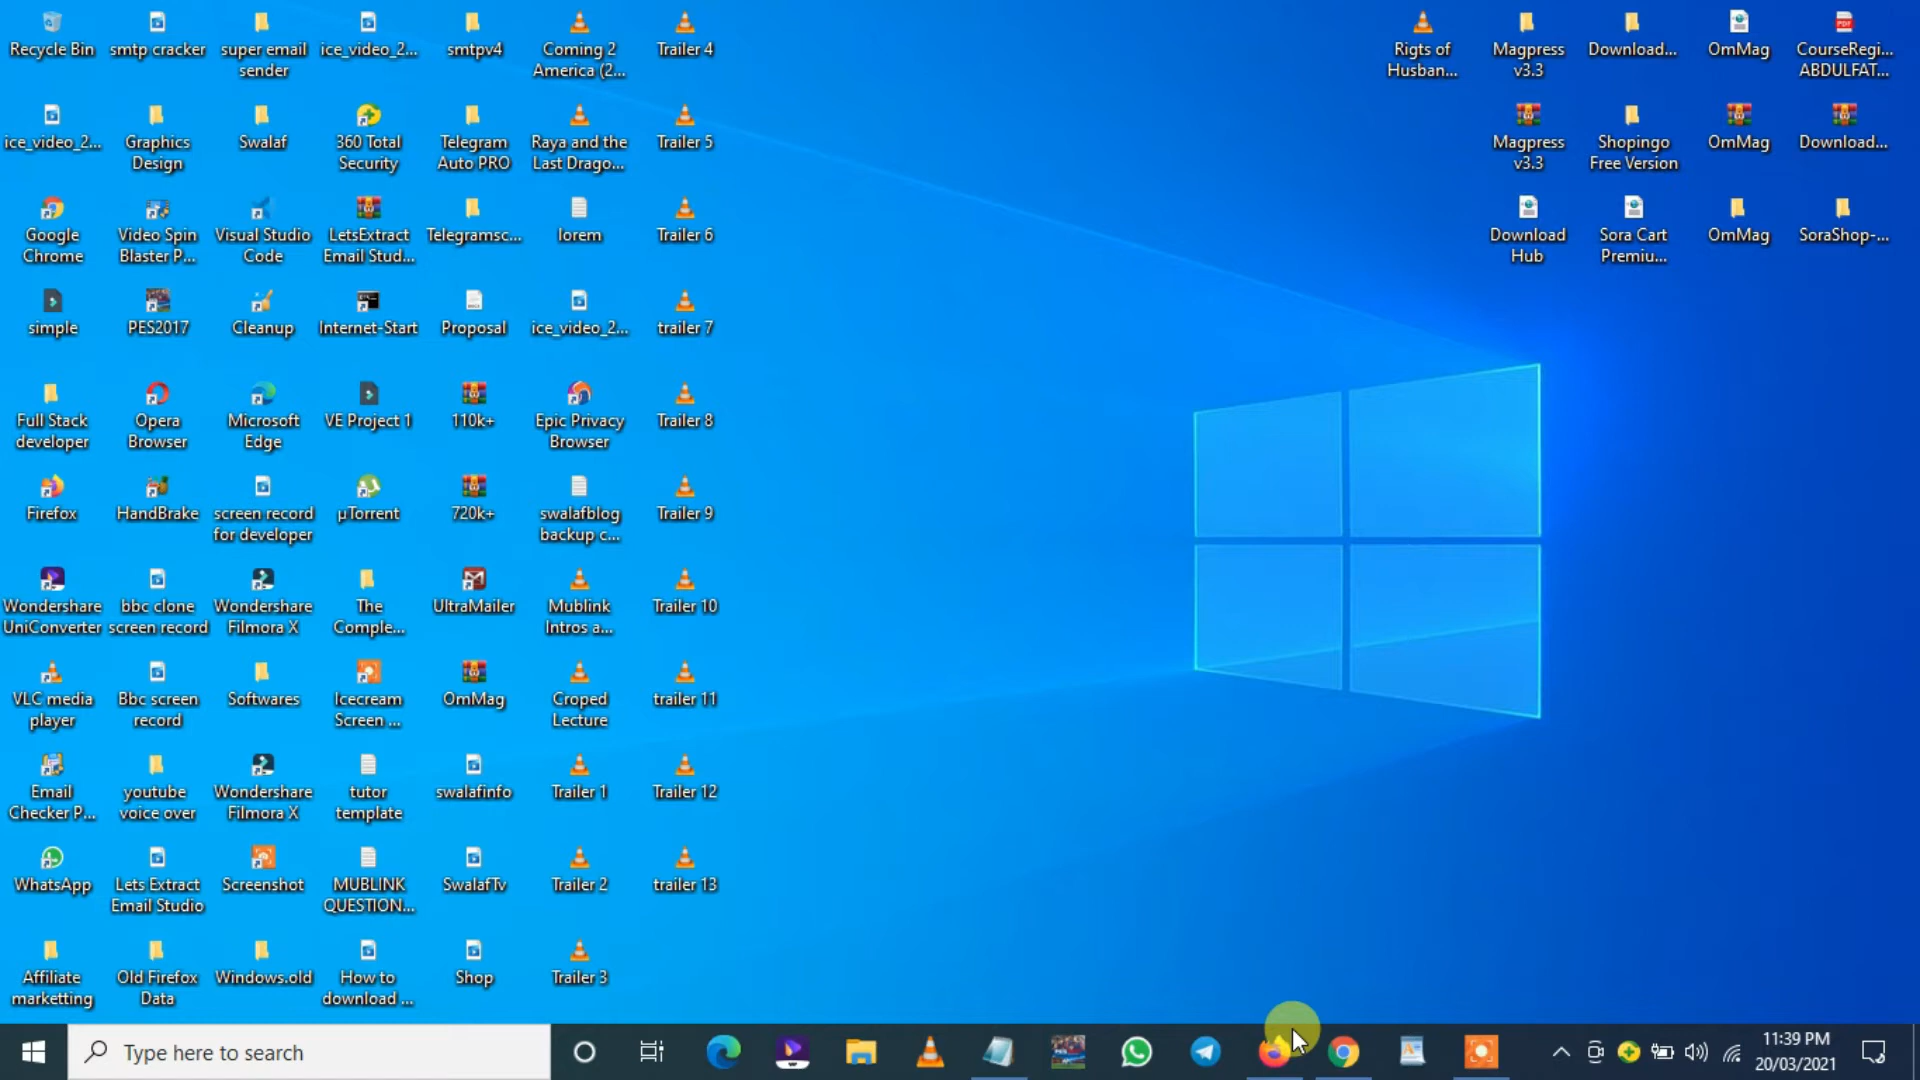 Recycle Bin
smtp cracker
super email
sender
ice_video_2...
smtpv4
Coming 2
America (2...
Trailer 4
Rigts of
Husban...
Magpress
v3.3
Download...
OmMag
CourseRegi...
ABDULFAT...
ice_video_2...
Graphics
Design
Swalaf
360 Total
Security
Telegram
Auto PRO
Raya and the
Last Drago...
Trailer 5
Magpress
v3.3
Shopingo
Free Version
OmMag
Download...
Google
Chrome
Video Spin
Blaster P...
Visual Studio
Code
LetsExtract
Email Stud...
Telegramsc...
lorem
Trailer 6
Download
Hub
Sora Cart
Premiu...
OmMag
SoraShop-...
simple
PES2017
Cleanup
Internet-Start
Proposal
ice_video_2...
trailer 7
Full Stack
developer
Opera
Browser
Microsoft
Edge
VE Project 1
110k+
Epic Privacy
Browser
Trailer 8
Firefox
HandBrake
screen record
for developer
µTorrent
720k+
swalafblog
backup c...
Trailer 9
Wondershare
UniConverter
bbc clone
screen record
Wondershare
Filmora X
The
Comple...
UltraMailer
Mublink
Intros a...
Trailer 10
VLC media
player
Bbc screen
record
Softwares
Icecream
Screen ...
OmMag
Croped
Lecture
trailer 11
Email
Checker P...
youtube
voice over
Wondershare
Filmora X
tutor
template
swalafinfo
Trailer 1
Trailer 12
WhatsApp
Lets Extract
Email Studio
Screenshot
MUBLINK
QUESTION...
SwalafTv
Trailer 2
trailer 13
Affiliate
marketting
Old Firefox
Data
Windows.old
How to
download ...
Shop
Trailer 3
Type here to search
11:39 PM
20/03/2021